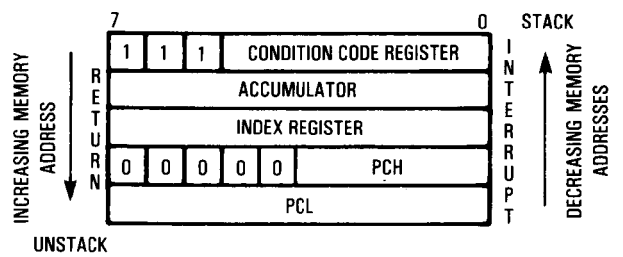 7 0 STACK
1 1 1 CONDITION CODE REGISTER
ACCUMULATOR
INDEX REGISTER
0 0 0 0 0 PCH
PCL
INCREASING MEMORY
ADDRESS
RETURN
INTERRUPT
DECREASING MEMORY
ADDRESSES
UNSTACK